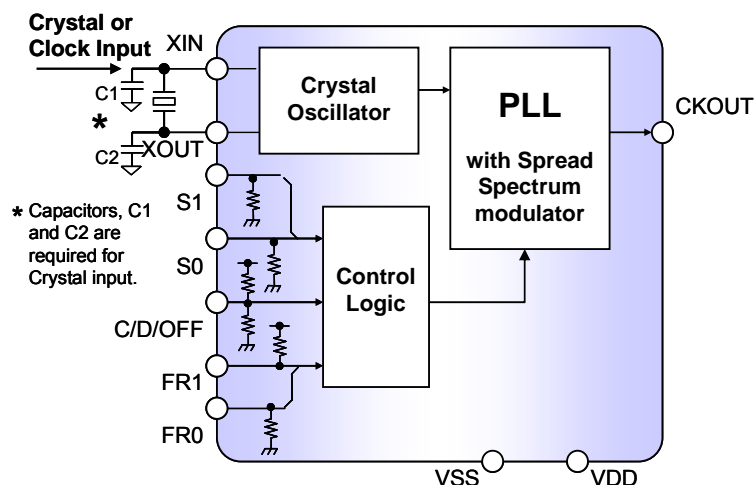 Crystal or
Clock Input
XIN
C1
*
C2
XOUT
Crystal
Oscillator
PLL
with Spread
Spectrum
modulator
CKOUT
S1
* Capacitors, C1
and C2 are
required for
Crystal input.
S0
C/D/OFF
FR1
FR0
Control
Logic
VSS
VDD